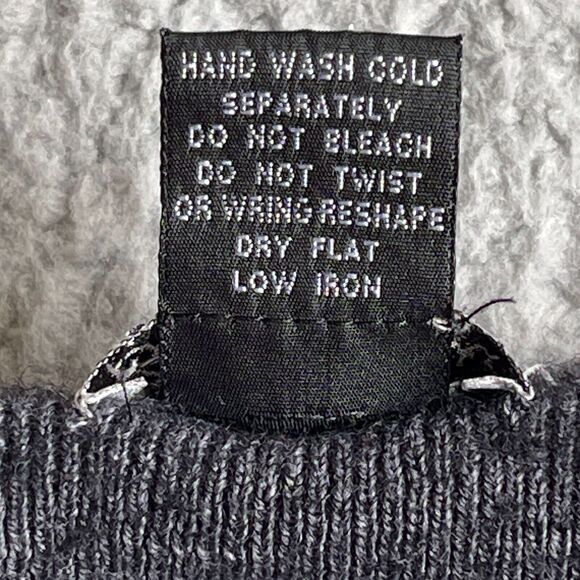 HAND WASH COLD
SEPARATELY
DO NOT BLEACH
DO NOT TWIST
OR WRING RESHAPE
DRY FLAT
LOW IRON